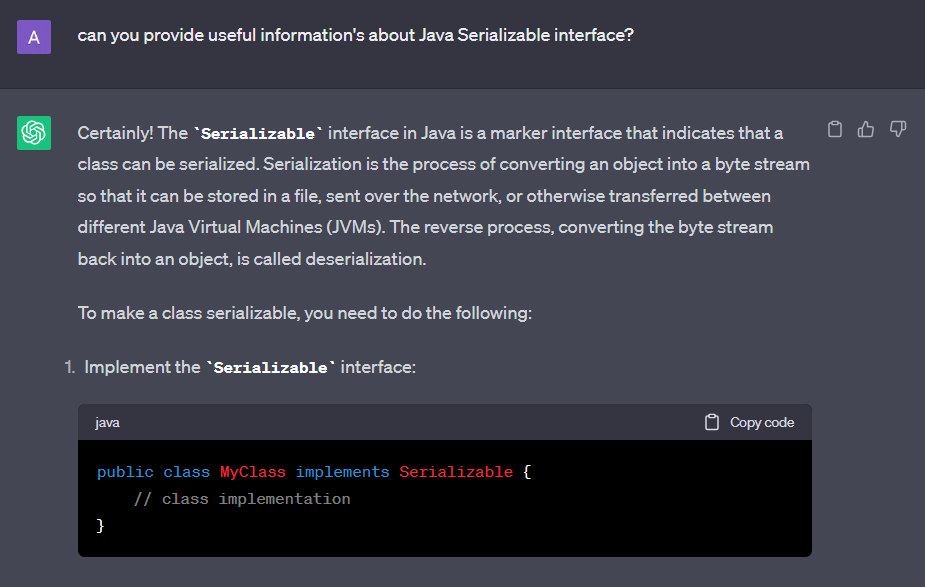 A
can you provide useful information's about Java Serializable interface?
Certainly! The `Serializable` interface in Java is a marker interface that indicates that a
class can be serialized. Serialization is the process of converting an object into a byte stream
so that it can be stored in a file, sent over the network, or otherwise transferred between
different Java Virtual Machines (JVMs). The reverse process, converting the byte stream
back into an object, is called deserialization.
To make a class serializable, you need to do the following:
1. Implement the `Serializable` interface:
java
Copy code
public class MyClass implements Serializable {
    // class implementation
}